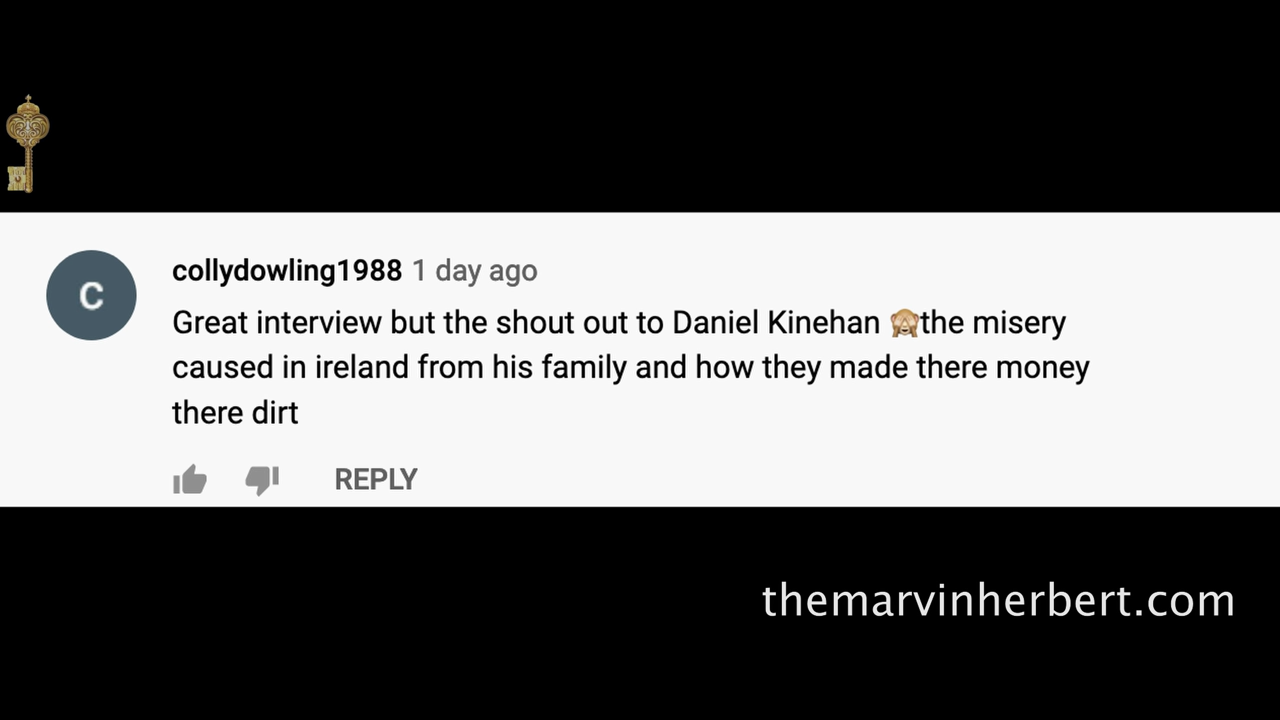 C
collydowling1988 1 day ago
Great interview but the shout out to Daniel Kinehan 🙈the misery
caused in ireland from his family and how they made there money
there dirt
REPLY
themarvinherbert.com